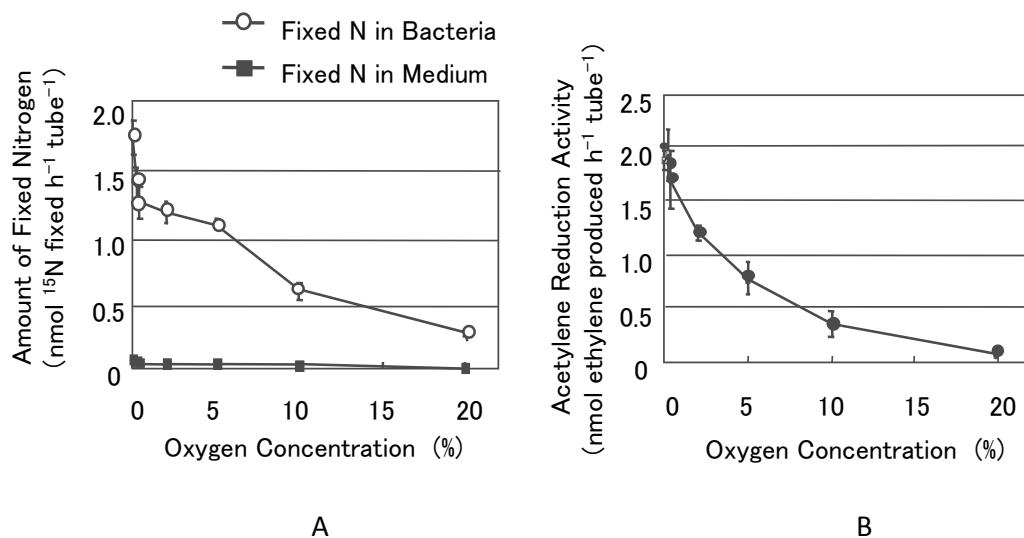 Fixed N in Bacteria
Fixed N in Medium
Amount of Fixed Nitrogen
(nmol ¹⁵N fixed h⁻¹ tube⁻¹)
2.0
1.5
1.0
0.5
0
0 5 10 15 20
Oxygen Concentration (%)
A
Acetylene Reduction Activity
(nmol ethylene produced h⁻¹ tube⁻¹)
2.5
2.0
1.5
1.0
0.5
0
0 5 10 15 20
Oxygen Concentration (%)
B